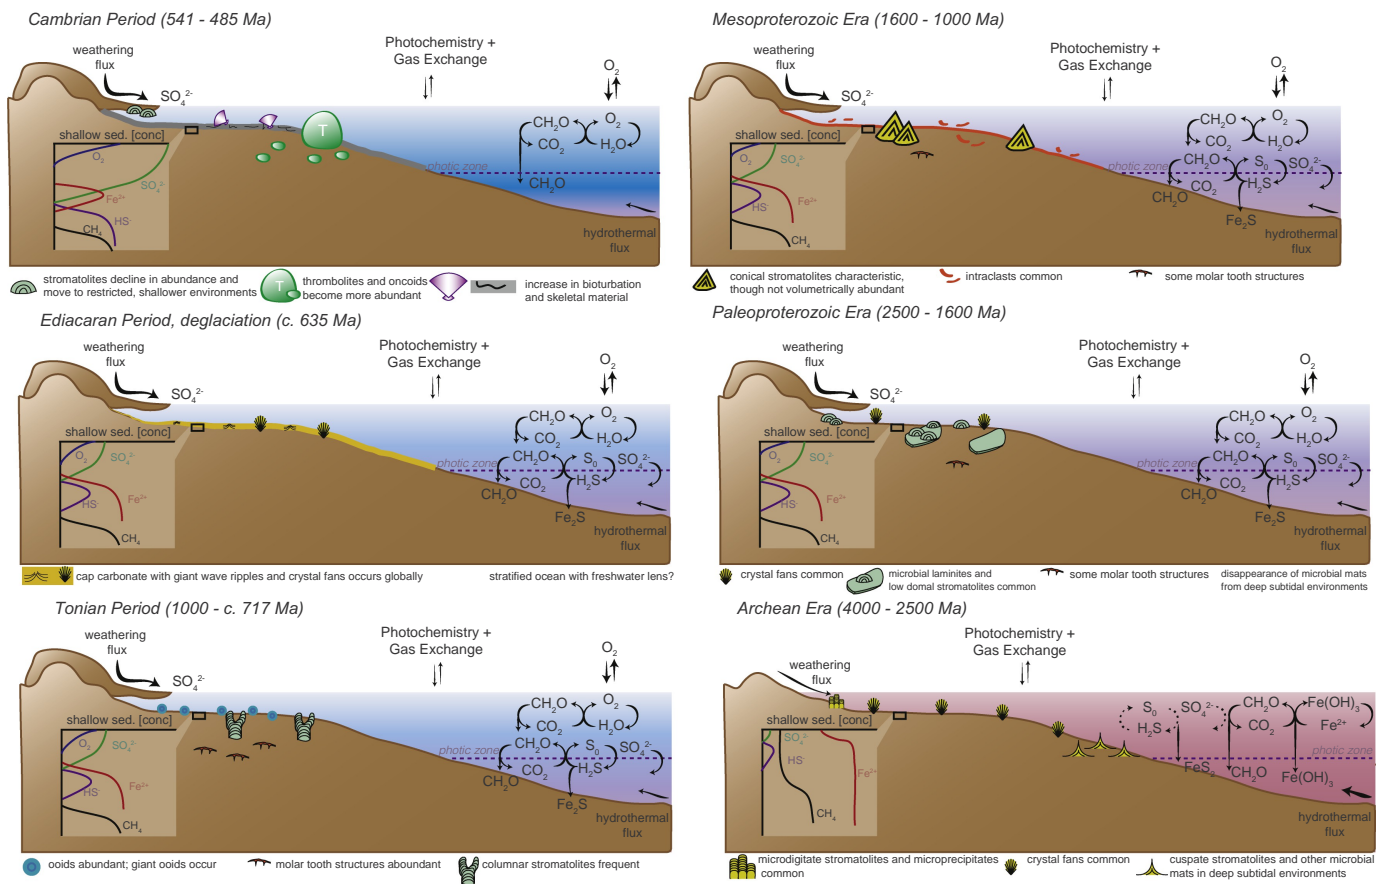 Cambrian Period (541 - 485 Ma)
weathering
flux
Photochemistry +
Gas Exchange
O2
SO4 2-
shallow sed. [conc]
O2
SO4 2-
Fe2+
HS-
CH4
photic zone
CH2O
O2
CO2
H2O
CH2O
hydrothermal
flux
stromatolites decline in abundance and
move to restricted, shallower environments
T
T
thrombolites and oncoids
become more abundant
increase in bioturbation
and skeletal material
Ediacaran Period, deglaciation (c. 635 Ma)
weathering
flux
Photochemistry +
Gas Exchange
O2
SO4 2-
shallow sed. [conc]
O2
SO4 2-
Fe2+
HS-
CH4
photic zone
CH2O
O2
CO2
H2O
CH2O
S0
SO4 2-
CO2
H2S
CH2O
Fe2S
hydrothermal
flux
cap carbonate with giant wave ripples and crystal fans occurs globally
stratified ocean with freshwater lens?
Tonian Period (1000 - c. 717 Ma)
weathering
flux
Photochemistry +
Gas Exchange
O2
SO4 2-
shallow sed. [conc]
O2
SO4 2-
Fe2+
HS-
CH4
photic zone
CH2O
O2
CO2
H2O
CH2O
S0
SO4 2-
CO2
H2S
CH2O
Fe2S
hydrothermal
flux
ooids abundant; giant ooids occur
molar tooth structures aboundant
columnar stromatolites frequent
Mesoproterozoic Era (1600 - 1000 Ma)
weathering
flux
Photochemistry +
Gas Exchange
O2
SO4 2-
shallow sed. [conc]
O2
SO4 2-
Fe2+
HS-
CH4
photic zone
CH2O
O2
CO2
H2O
CH2O
S0
SO4 2-
CO2
H2S
CH2O
Fe2S
hydrothermal
flux
conical stromatolites characteristic,
though not volumetrically abundant
intraclasts common
some molar tooth structures
Paleoproterozoic Era (2500 - 1600 Ma)
weathering
flux
Photochemistry +
Gas Exchange
O2
SO4 2-
shallow sed. [conc]
O2
SO4 2-
Fe2+
HS-
CH4
photic zone
CH2O
O2
CO2
H2O
CH2O
S0
SO4 2-
CO2
H2S
CH2O
Fe2S
hydrothermal
flux
crystal fans common
microbial laminites and
low domal stromatolites common
some molar tooth structures
disappearance of microbial mats
from deep subtidal environments
Archean Era (4000 - 2500 Ma)
weathering
flux
Photochemistry +
Gas Exchange
shallow sed. [conc]
SO4 2-
HS-
Fe2+
CH4
S0
SO4 2-
CH2O
Fe(OH)3
H2S
CO2
Fe2+
photic zone
FeS2
CH2O
Fe(OH)3
hydrothermal
flux
microdigitate stromatolites and microprecipitates
common
crystal fans common
cuspate stromatolites and other microbial
mats in deep subtidal environments